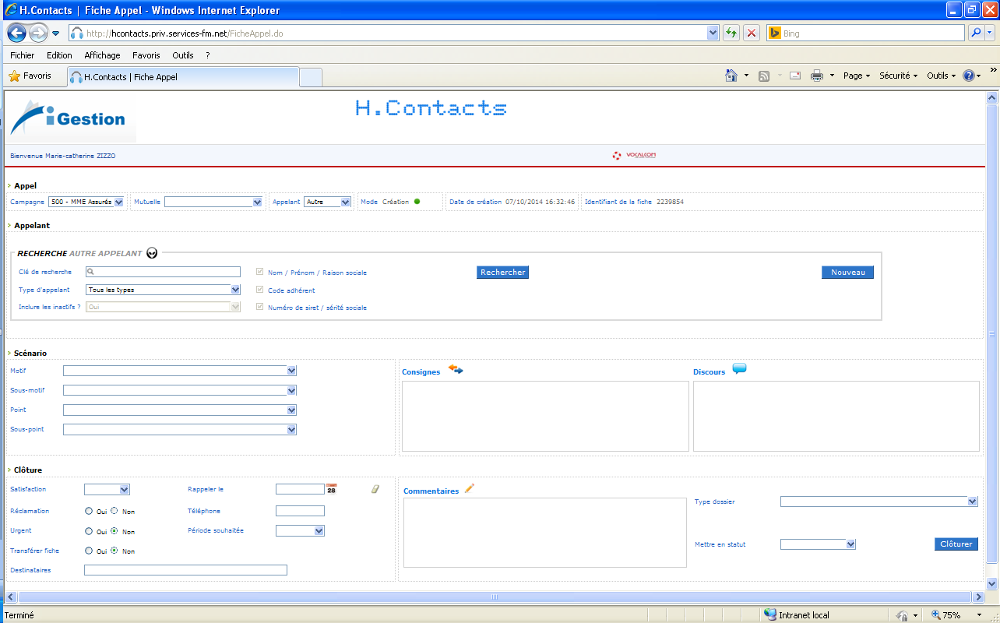 H.Contacts | Fiche Appel - Windows Internet Explorer
http://hcontacts.priv.services-fm.net/FicheAppel.do
Bing
Fichier Edition Affichage Favoris Outils ?
Favoris
H.Contacts | Fiche Appel
Page Sécurité Outils
iGestion
H.Contacts
Bienvenue Marie-catherine ZIZZO
VOCALCOM
Appel
Campagne 500 - MME Assurés Mutuelle Appelant Autre Mode Création Date de création 07/10/2014 16:32:46 Identifiant de la fiche 2239854
Appelant
RECHERCHE AUTRE APPELANT
Clé de recherche Nom / Prénom / Raison sociale Rechercher Nouveau
Type d'appelant Tous les types Code adhérent
Inclure les inactifs ? Oui Numéro de siret / sérité sociale
Scénario
Motif
Sous-motif
Point
Sous-point
Consignes
Discours
Clôture
Satisfaction Rappeler le 28
Réclamation Oui Non Téléphone
Urgent Oui Non Période souhaitée
Transférer fiche Oui Non
Destinataires
Commentaires
Type dossier
Mettre en statut Clôturer
Terminé Intranet local 75%